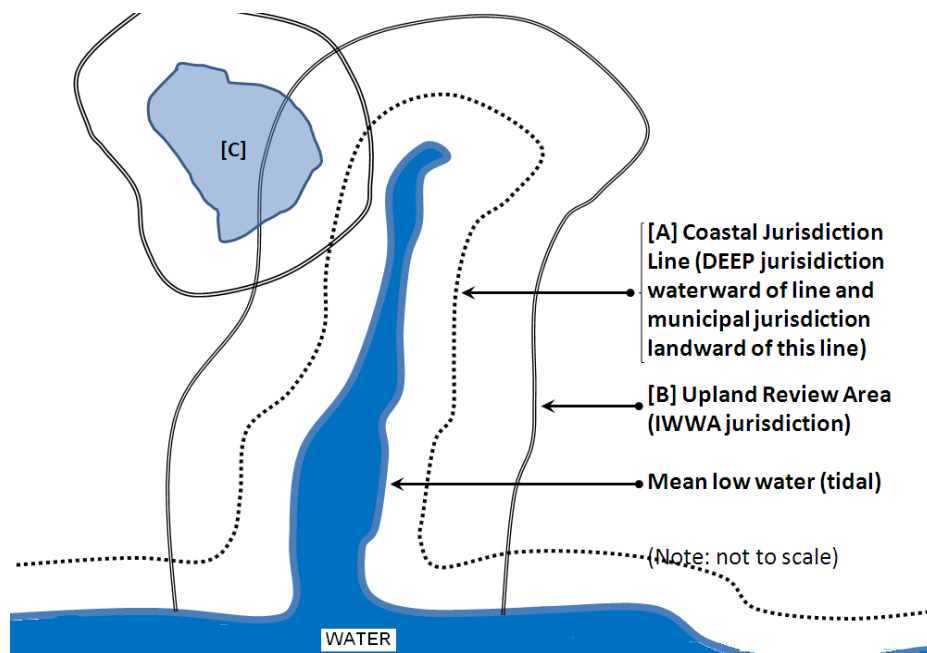 [C]
[A] Coastal Jurisdiction
Line (DEEP jurisidiction
waterward of line and
municipal jurisdiction
landward of this line)
[B] Upland Review Area
(IWWA jurisdiction)
Mean low water (tidal)
(Note: not to scale)
WATER